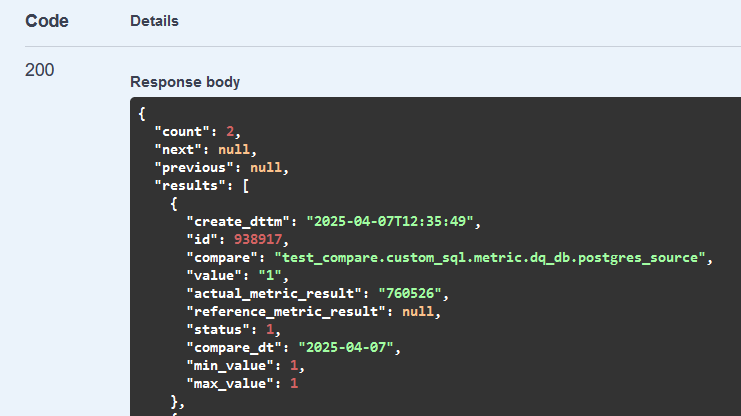 Code Details
200
Response body
{
  "count": 2,
  "next": null,
  "previous": null,
  "results": [
    {
      "create_dttm": "2025-04-07T12:35:49",
      "id": 938917,
      "compare": "test_compare.custom_sql.metric.dq_db.postgres_source",
      "value": "1",
      "actual_metric_result": "760526",
      "reference_metric_result": null,
      "status": 1,
      "compare_dt": "2025-04-07",
      "min_value": 1,
      "max_value": 1
    },